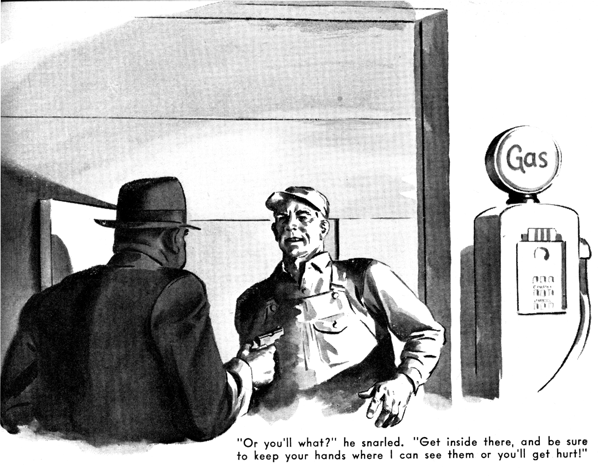 Gas
"Or you'll what?" he snarled. "Get inside there, and be sure
to keep your hands where I can see them or you'll get hurt!"